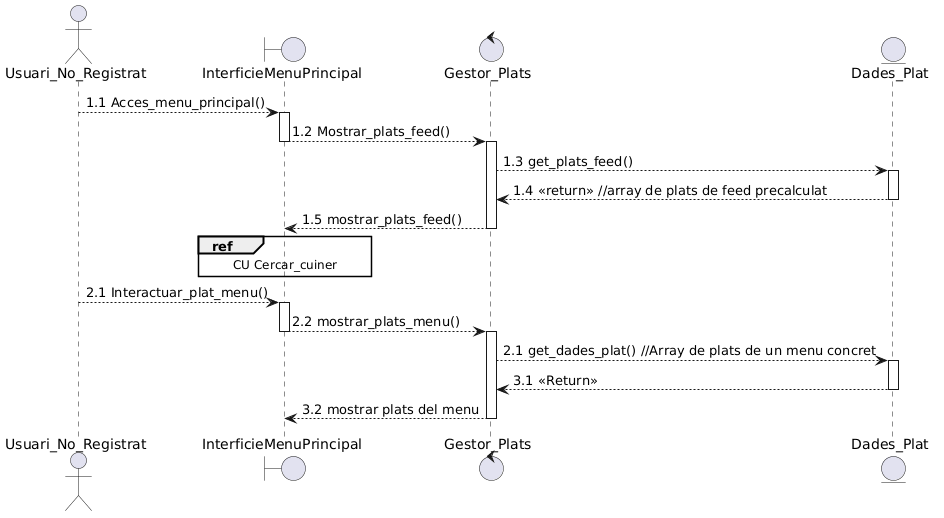 Usuari_No_Registrat
InterficieMenuPrincipal
Gestor_Plats
Dades_Plat
1.1 Acces_menu_principal()
1.2 Mostrar_plats_feed()
1.3 get_plats_feed()
1.4 «return» //array de plats de feed precalculat
1.5 mostrar_plats_feed()
ref
CU Cercar_cuiner
2.1 Interactuar_plat_menu()
2.2 mostrar_plats_menu()
2.1 get_dades_plat() //Array de plats de un menu concret
3.1 «Return»
3.2 mostrar plats del menu
Usuari_No_Registrat
InterficieMenuPrincipal
Gestor_Plats
Dades_Plat